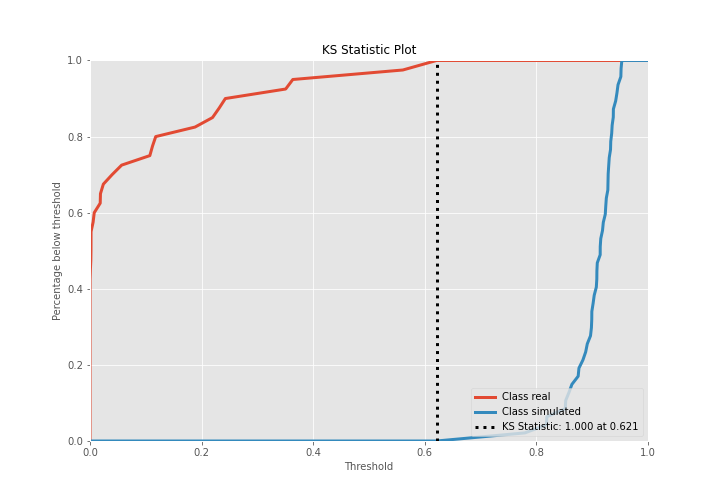 KS Statistic Plot
1.0
0.8
0.6
0.4
0.2
0.0
Percentage below threshold
Class real
Class simulated
KS Statistic: 1.000 at 0.621
0.0 0.2 0.4 0.6 0.8 1.0
Threshold